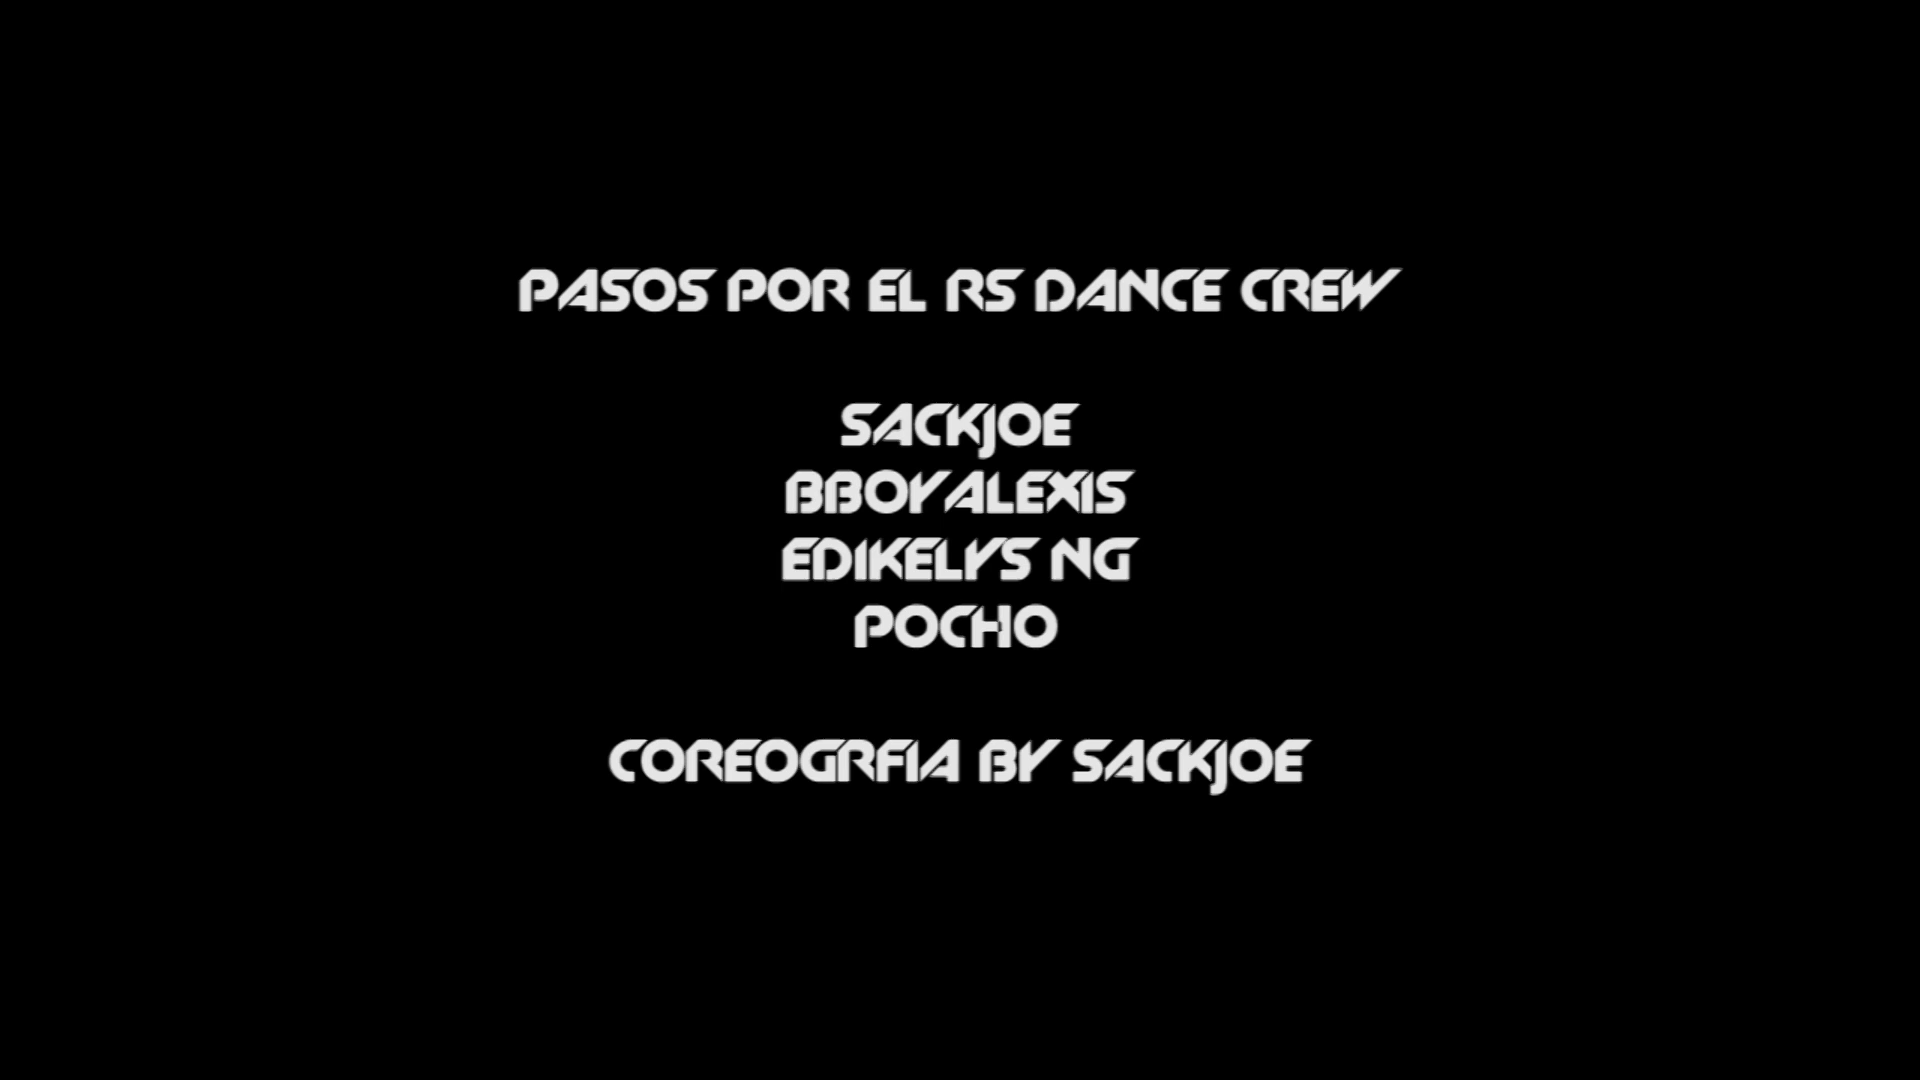 PASOS POR EL RS DANCE CREW
SACKJOE
BBOYALEXIS
EDIKELYS NG
POCHO
COREOGRFIA BY SACKJOE